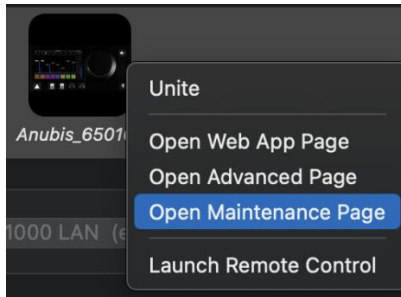 Unite
Anubis_6501
Open Web App Page
Open Advanced Page
Open Maintenance Page
1000 LAN (e
Launch Remote Control